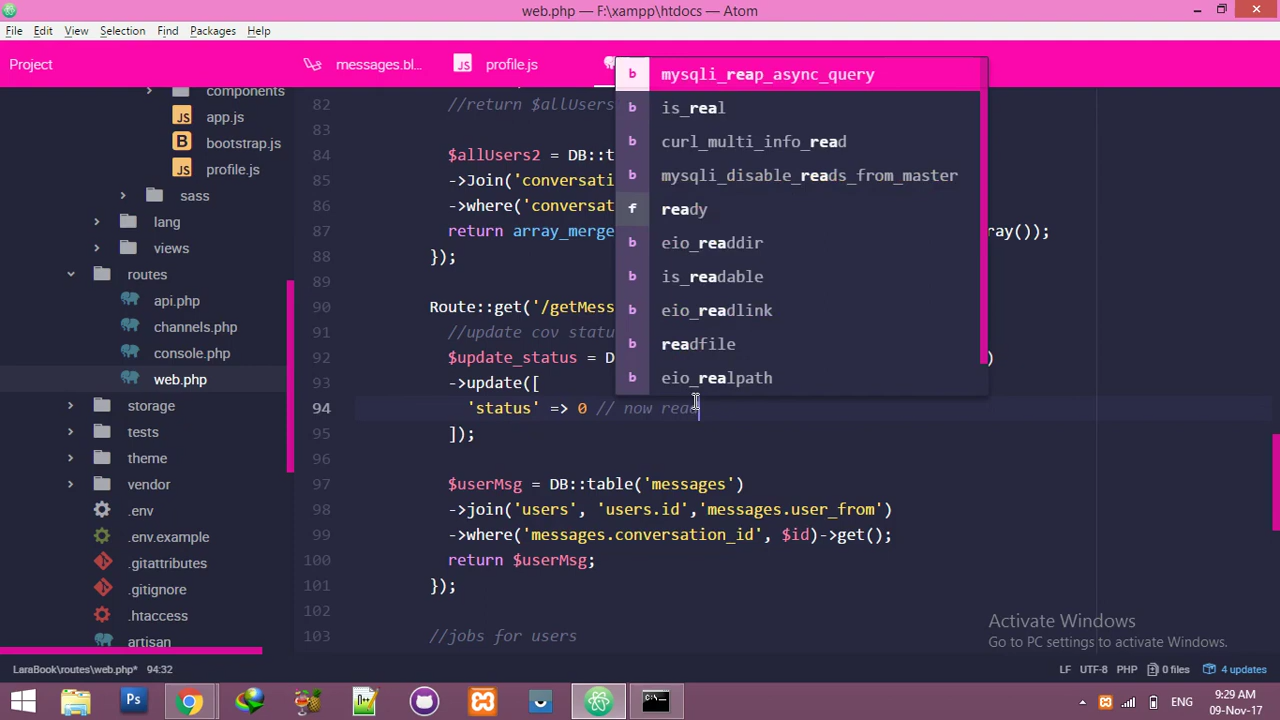 web.php — F:\xampp\htdocs — Atom
File Edit View Selection Find Packages Help
Project
messages.bl...
profile.js
components
app.js
bootstrap.js
profile.js
sass
lang
views
routes
api.php
channels.php
console.php
web.php
storage
tests
theme
vendor
.env
.env.example
.gitattributes
.gitignore
.htaccess
artisan
82 //return $allUsers
83
84 $allUsers2 = DB::t
85 ->Join('conversati
86 ->where('conversat
87 return array_merge ray());
88 });
89
90 Route::get('/getMess
91 //update cov statu
92 $update_status = D )
93 ->update([
94 'status' => 0 // now read
95 ]);
96
97 $userMsg = DB::table('messages')
98 ->join('users', 'users.id','messages.user_from')
99 ->where('messages.conversation_id', $id)->get();
100 return $userMsg;
101 });
102
103 //jobs for users
b mysqli_reap_async_query
b is_real
b curl_multi_info_read
b mysqli_disable_reads_from_master
f ready
b eio_readdir
b is_readable
b eio_readlink
b readfile
b eio_realpath
Activate Windows
Go to PC settings to activate Windows.
LaraBook\routes\web.php* 94:32
LF UTF-8 PHP 0 files 4 updates
Ps
ENG
9:29 AM
09-Nov-17